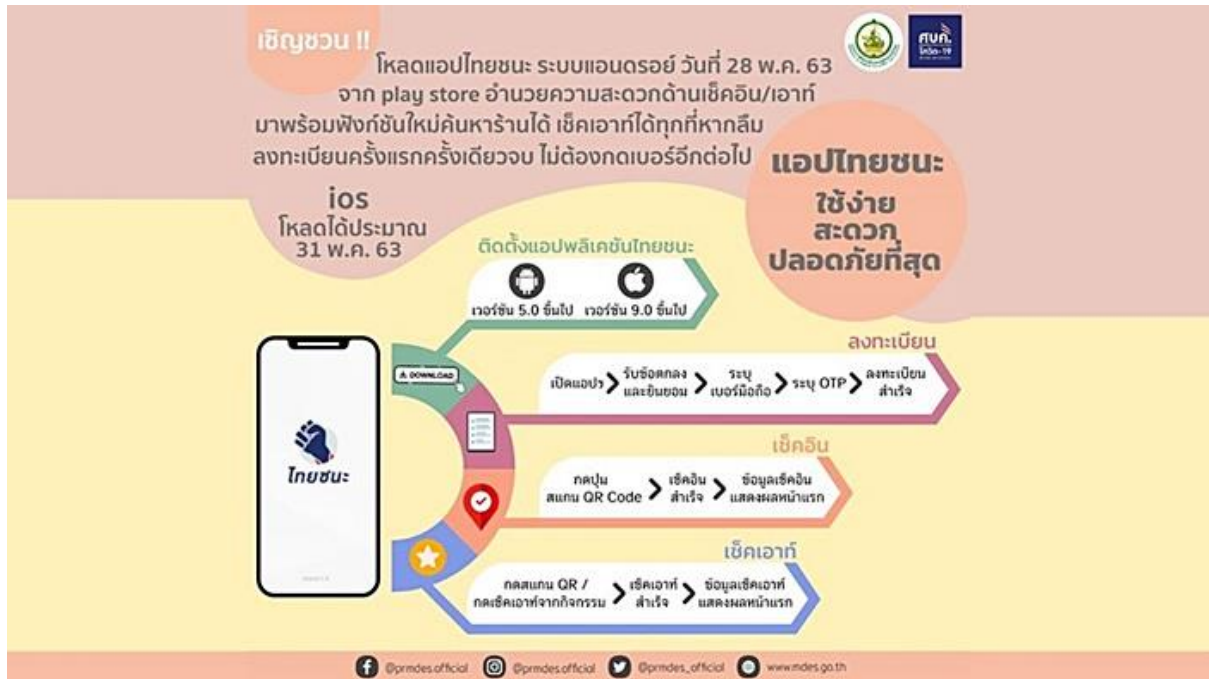 เชิญชวน !!
ศบค.
โควิด-19
โหลดแอปไทยชนะ ระบบแอนดรอย์ วันที่ 28 พ.ค. 63
จาก play store อำนวยความสะดวกด้านเช็คอิน/เอาท์
มาพร้อมฟังก์ชันใหม่ค้นหาร้านได้ เช็คเอาท์ได้ทุกที่หากลืม
ลงทะเบียนครั้งแรกครั้งเดียวจบ ไม่ต้องกดเบอร์อีกต่อไป
แอปไทยชนะ
ใช้ง่าย
สะดวก
ปลอดภัยที่สุด
ios
โหลดได้ประมาณ
31 พ.ค. 63
ติดตั้งแอปพลิเคชันไทยชนะ
เวอร์ชัน 5.0 ขึ้นไป เวอร์ชัน 9.0 ขึ้นไป
DOWNLOAD
ลงทะเบียน
เปิดแอปฯ
รับข้อตกลง
และยินยอม
ระบุ
เบอร์มือถือ
ระบุ OTP
ลงทะเบียน
สำเร็จ
ไทยชนะ
เช็คอิน
กดปุ่ม
สแกน QR Code
เช็คอิน
สำเร็จ
ข้อมูลเช็คอิน
แสดงผลหน้าแรก
เช็คเอาท์
กดสแกน QR /
กดเช็คเอาท์จากกิจกรรม
เช็คเอาท์
สำเร็จ
ข้อมูลเช็คเอาท์
แสดงผลหน้าแรก
@prmdes.official @prmdes.official @prmdes_official www.mdes.go.th